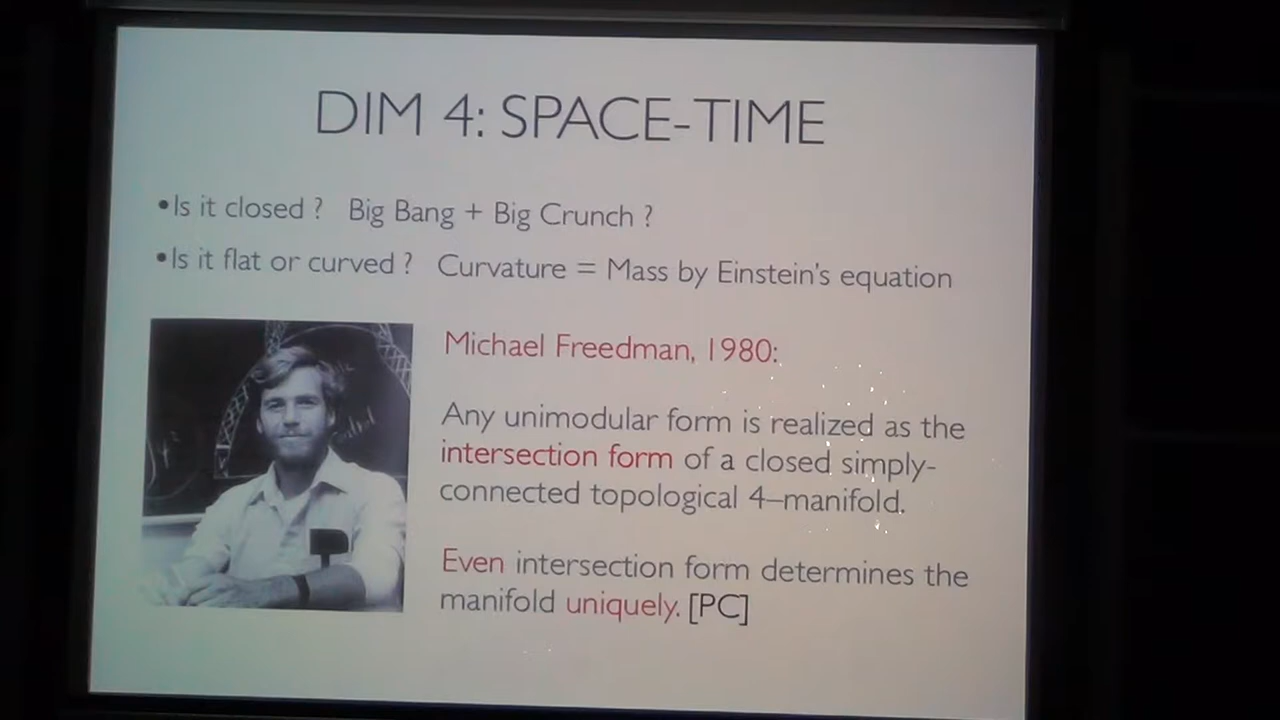 DIM 4: SPACE-TIME
•Is it closed ? Big Bang + Big Crunch ?
•Is it flat or curved ? Curvature = Mass by Einstein's equation
Michael Freedman, 1980:
Any unimodular form is realized as the
intersection form of a closed simply-
connected topological 4–manifold.
Even intersection form determines the
manifold uniquely. [PC]